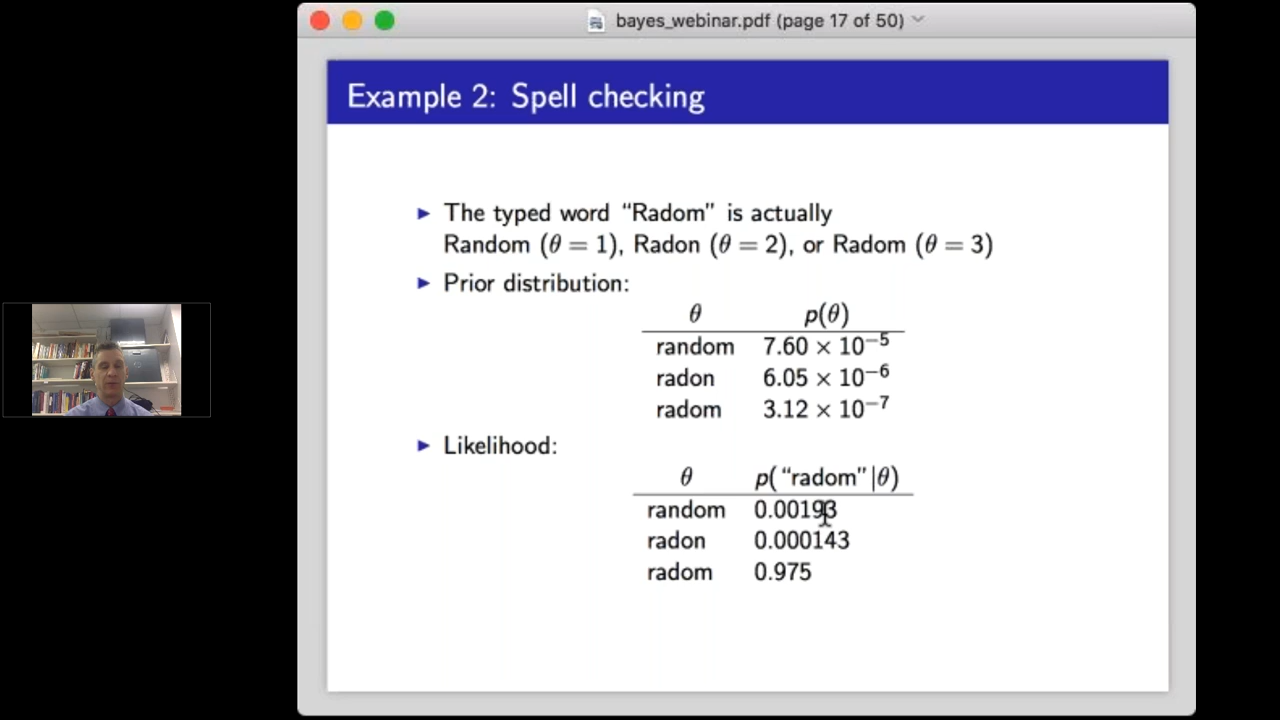 bayes_webinar.pdf (page 17 of 50)
Example 2: Spell checking
► The typed word “Radom” is actually
Random (θ = 1), Radon (θ = 2), or Radom (θ = 3)
► Prior distribution:
θ p(θ)
random 7.60 × 10⁻⁵
radon 6.05 × 10⁻⁶
radom 3.12 × 10⁻⁷
► Likelihood:
θ p(“radom”|θ)
random 0.00193
radon 0.000143
radom 0.975